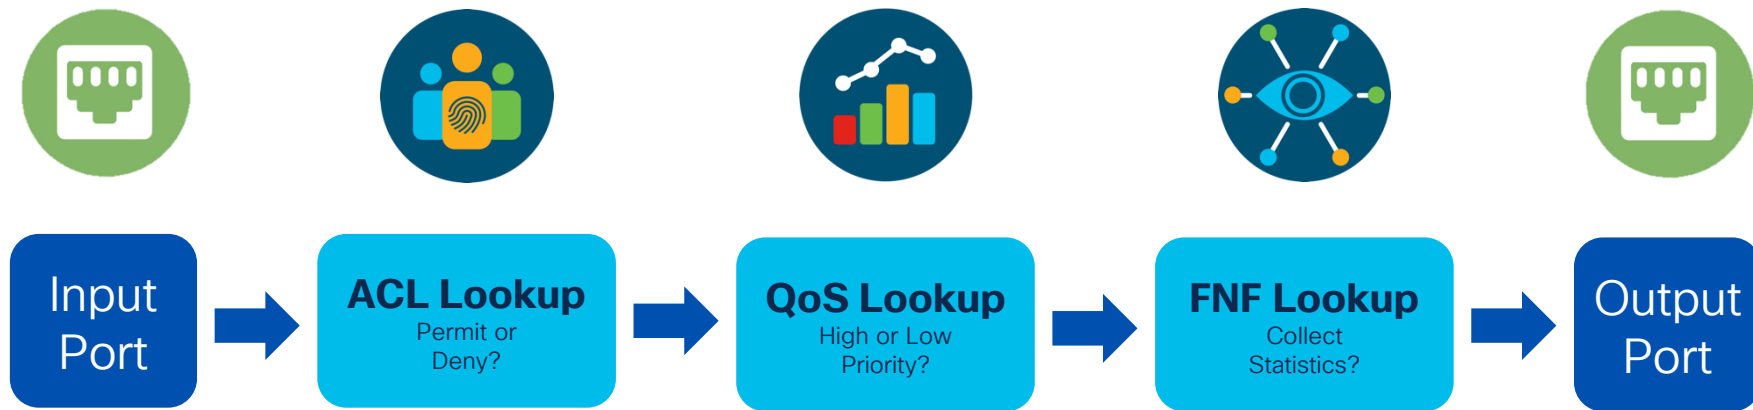 Input
Port
ACL Lookup
Permit or
Deny?
QoS Lookup
High or Low
Priority?
FNF Lookup
Collect
Statistics?
Output
Port